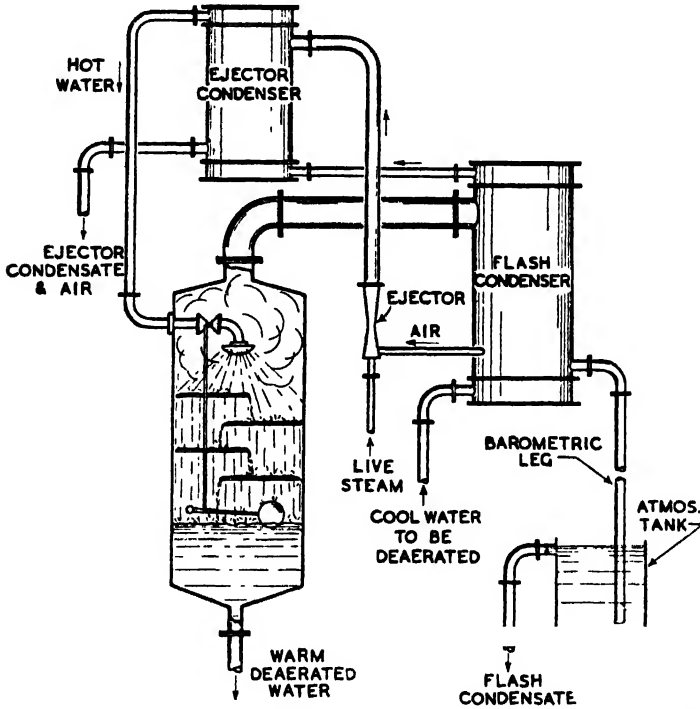 HOT
WATER
EJECTOR
CONDENSER
EJECTOR
CONDENSATE
& AIR
FLASH
CONDENSER
EJECTOR
AIR
LIVE
STEAM
COOL WATER
TO BE
DEAERATED
BAROMETRIC
LEG
ATMOS.
TANK
WARM
DEAERATED
WATER
FLASH
CONDENSATE